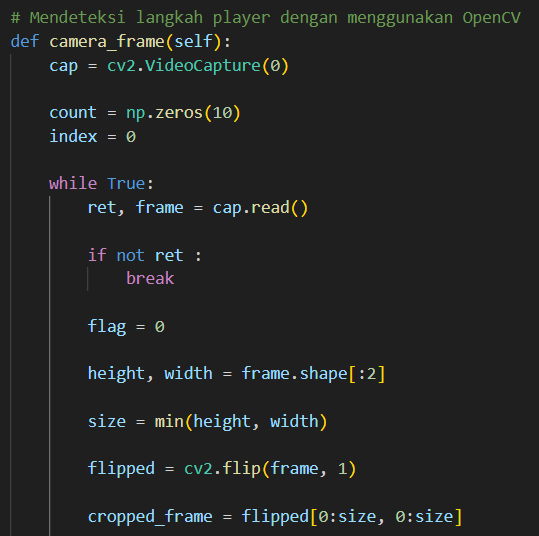 # Mendeteksi langkah player dengan menggunakan OpenCV
def camera_frame(self):
    cap = cv2.VideoCapture(0)

    count = np.zeros(10)
    index = 0

    while True:
        ret, frame = cap.read()

        if not ret :
            break

        flag = 0

        height, width = frame.shape[:2]

        size = min(height, width)

        flipped = cv2.flip(frame, 1)

        cropped_frame = flipped[0:size, 0:size]